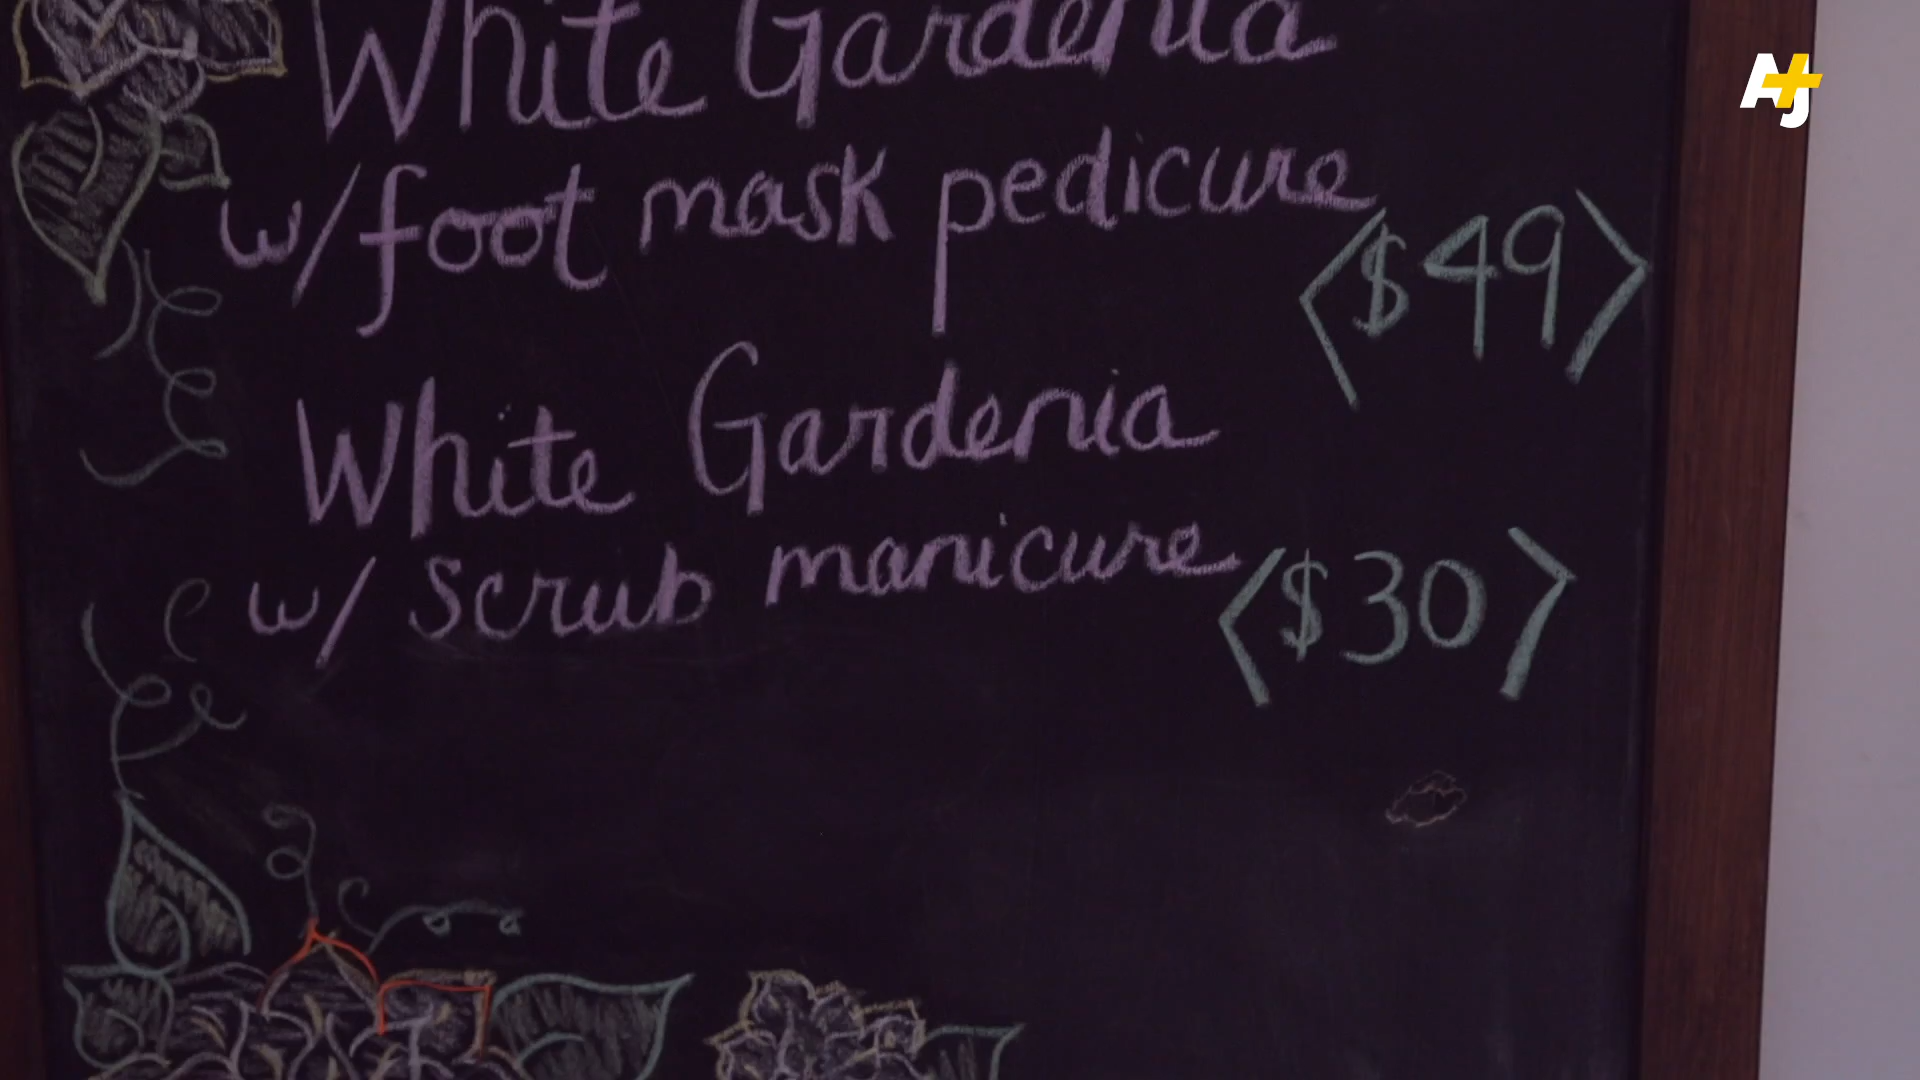 White Gardenia
w/foot mask pedicure
<$49>
White Gardenia
w/ scrub manicure
<$30>
AJ+